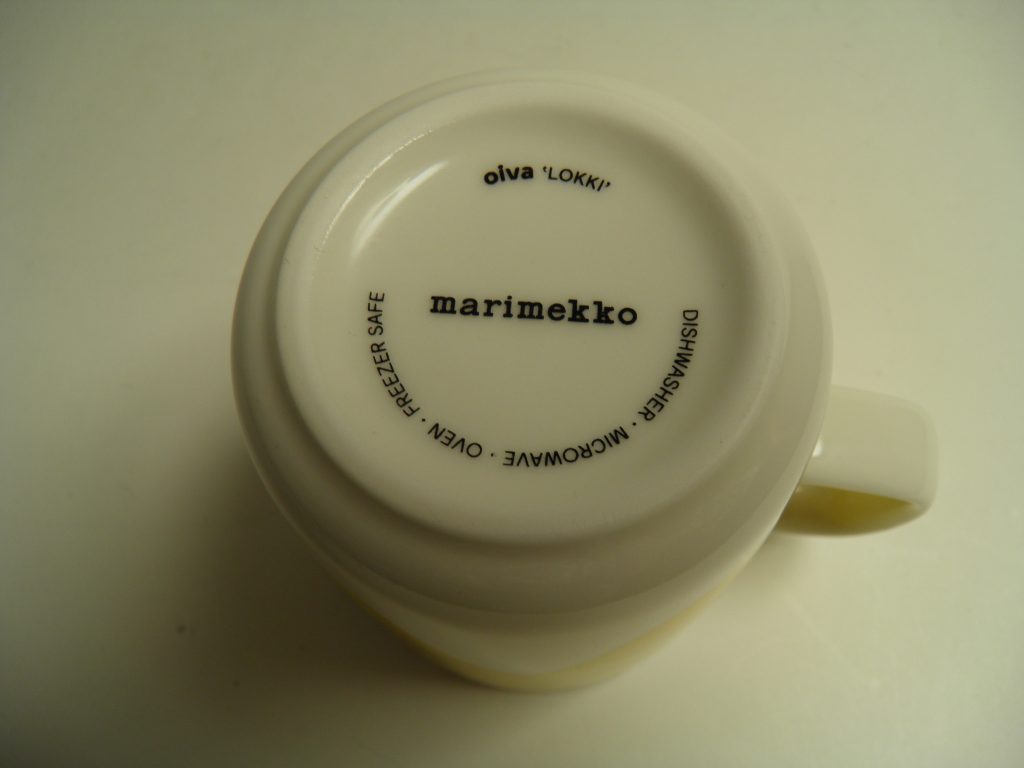 oiva 'LOKKI'
marimekko
DISHWASHER · MICROWAVE · OVEN · FREEZER SAFE